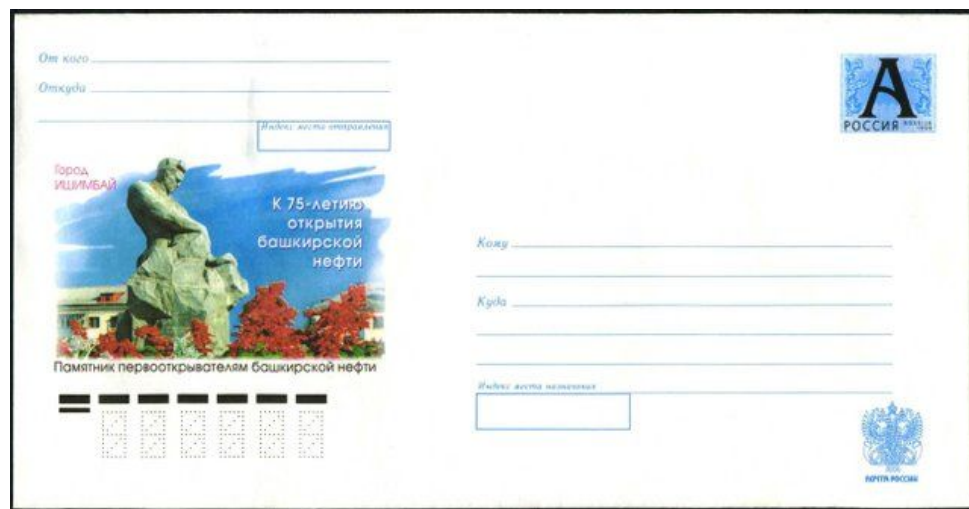 От кого
Откуда
Индекс места отправления
Город
ИШИМБАЙ
К 75-летию
открытия
башкирской
нефти
Памятник первооткрывателям башкирской нефти
А
РОССИЯ
Кому
Куда
Индекс места назначения
ПОЧТА РОССИИ